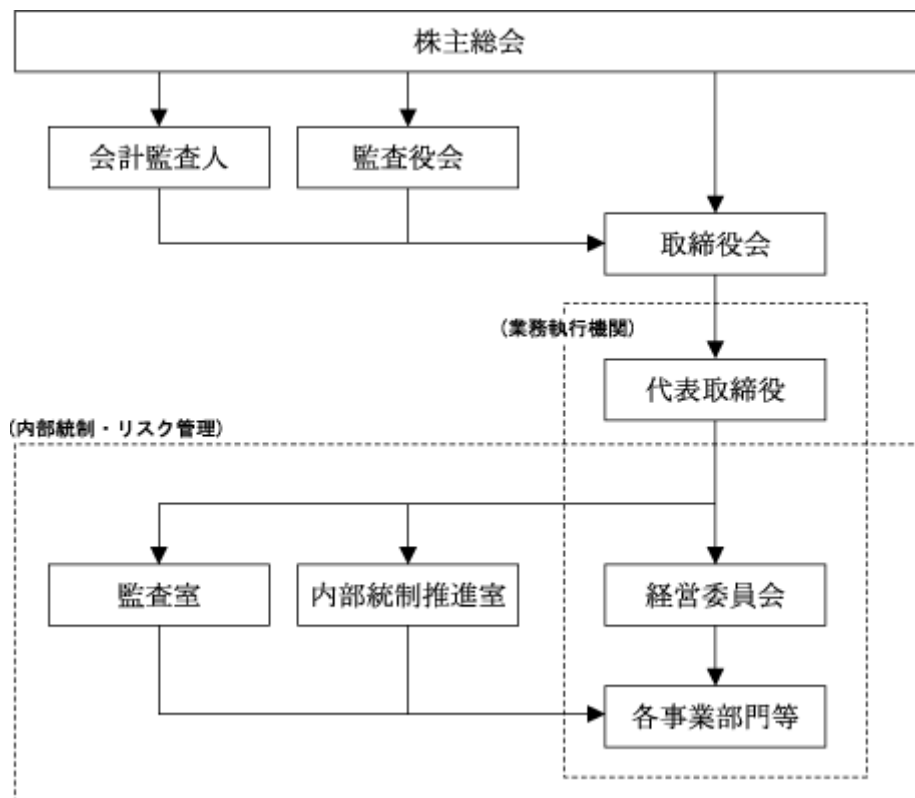 株主総会
会計監査人
監査役会
取締役会
(業務執行機関)
代表取締役
(内部統制・リスク管理)
監査室
内部統制推進室
経営委員会
各事業部門等